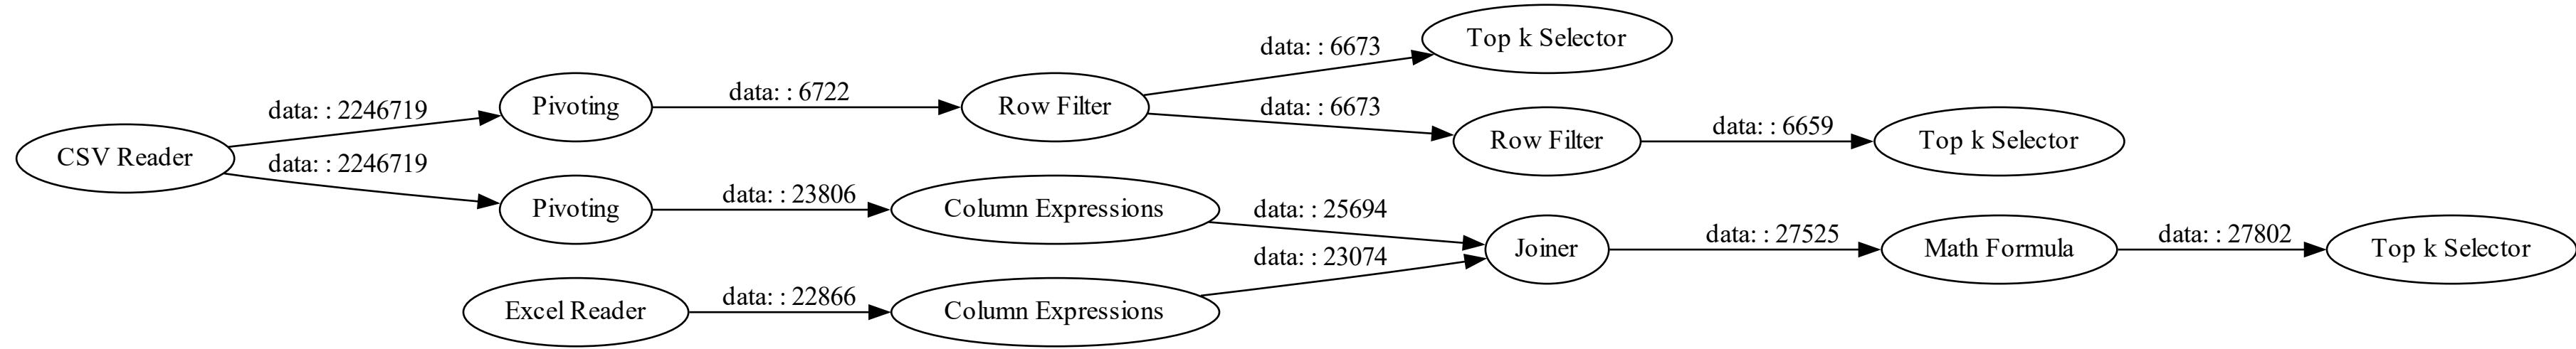 CSV Reader
data: : 2246719
data: : 2246719
Pivoting
data: : 6722
Row Filter
data: : 6673
data: : 6673
Top k Selector
Row Filter
data: : 6659
Top k Selector
Pivoting
data: : 23806
Column Expressions
data: : 25694
Excel Reader
data: : 22866
Column Expressions
data: : 23074
Joiner
data: : 27525
Math Formula
data: : 27802
Top k Selector